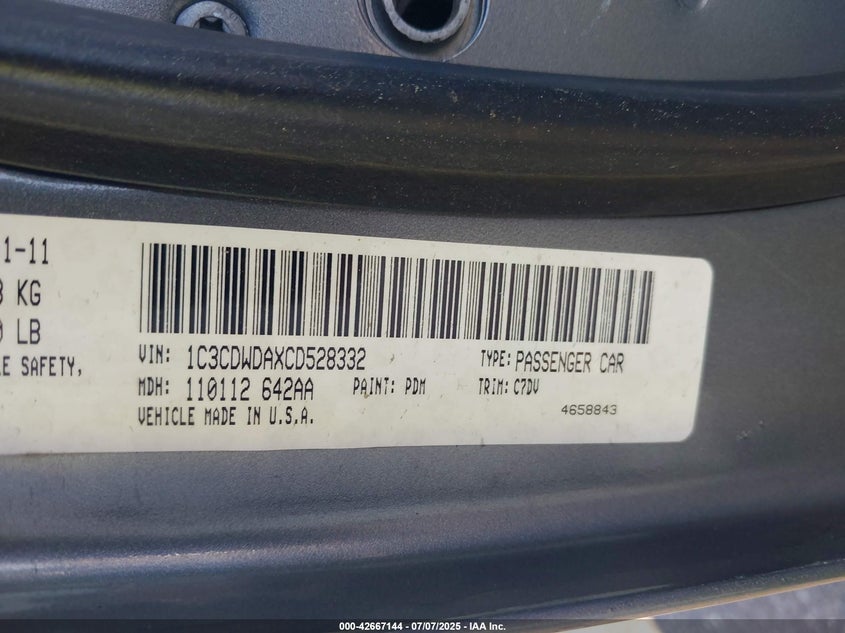 1-11
KG
LB
LE SAFETY,
VIN: 1C3CDWDAXCD528332 TYPE: PASSENGER CAR
MDH: 110112 642AA PAINT: PDM TRIM: C7DV
VEHICLE MADE IN U.S.A. 4658843
000-42667144 / 07/07/2025 - IAA Inc.